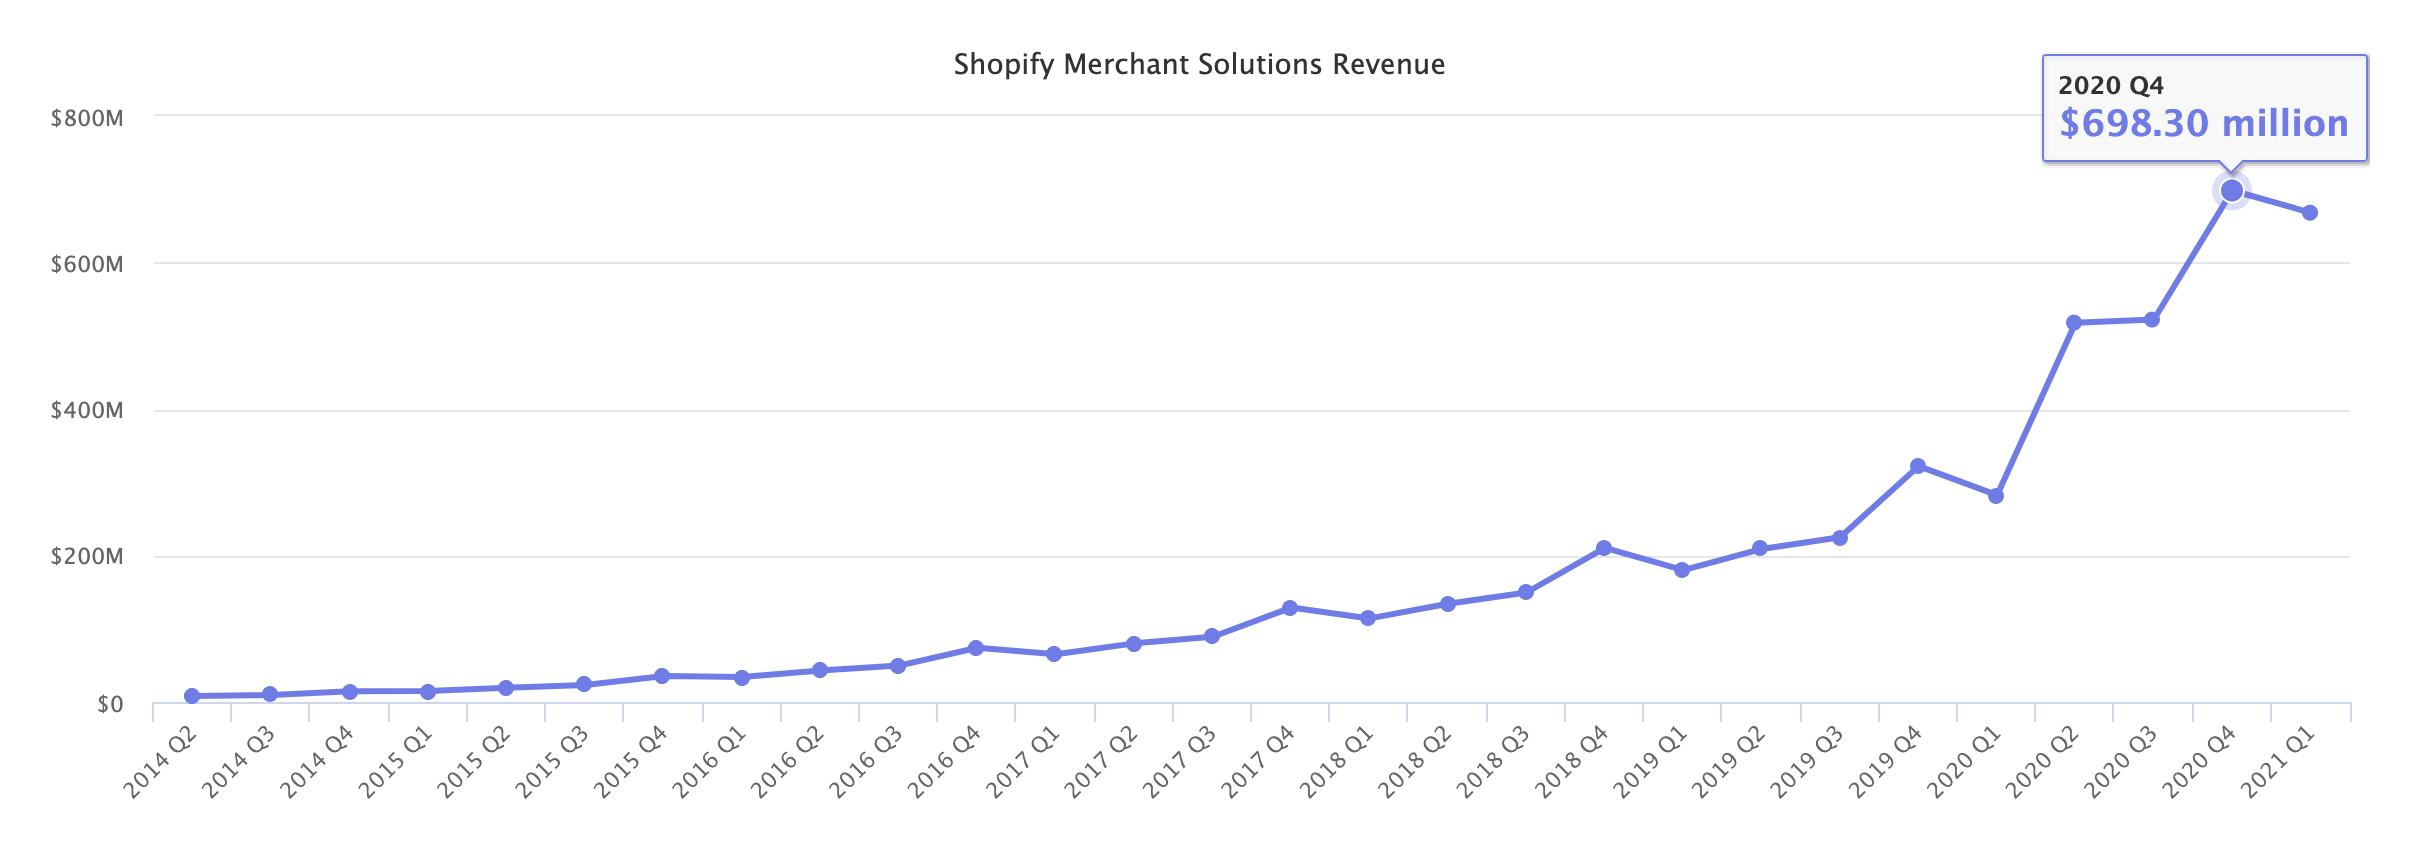 Shopify Merchant Solutions Revenue
2020 Q4
$698.30 million
$800M
$600M
$400M
$200M
$0
2014 Q2
2014 Q3
2014 Q4
2015 Q1
2015 Q2
2015 Q3
2015 Q4
2016 Q1
2016 Q2
2016 Q3
2016 Q4
2017 Q1
2017 Q2
2017 Q3
2017 Q4
2018 Q1
2018 Q2
2018 Q3
2018 Q4
2019 Q1
2019 Q2
2019 Q3
2019 Q4
2020 Q1
2020 Q2
2020 Q3
2020 Q4
2021 Q1